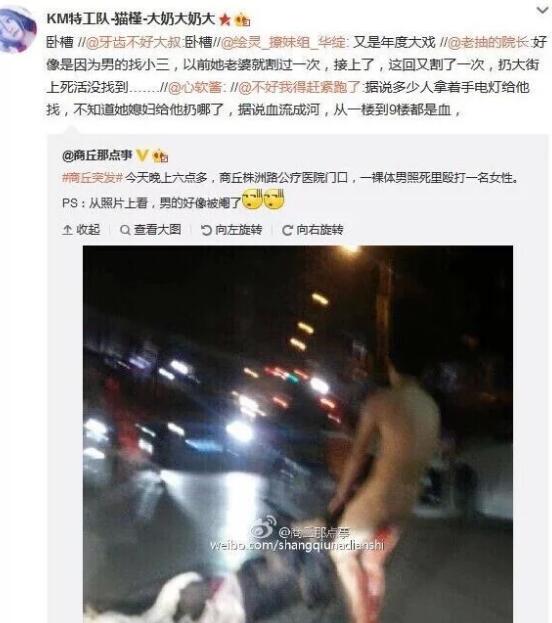 KM特工队-猫槿-大奶大奶大
卧槽 //@牙齿不好大叔:卧槽//@绘灵_撩妹组_华绽: 又是年度大戏 //@老抽的院长:好
像是因为男的找小三，以前她老婆就割过一次，接上了，这回又割了一次，扔大街
上死活没找到.......//@心软酱: //@不好我得赶紧跑了:据说多少人拿着手电灯给他
找，不知道她媳妇给他扔哪了，据说血流成河，从一楼到9楼都是血，
@商丘那点事
#商丘突发#今天晚上六点多，商丘株洲路公疗医院门口，一裸体男照死里殴打一名女性。
PS：从照片上看，男的好像被阉了
收起 查看大图 向左旋转 向右旋转
@商丘那点事
weibo.com/shangqiunadianshi